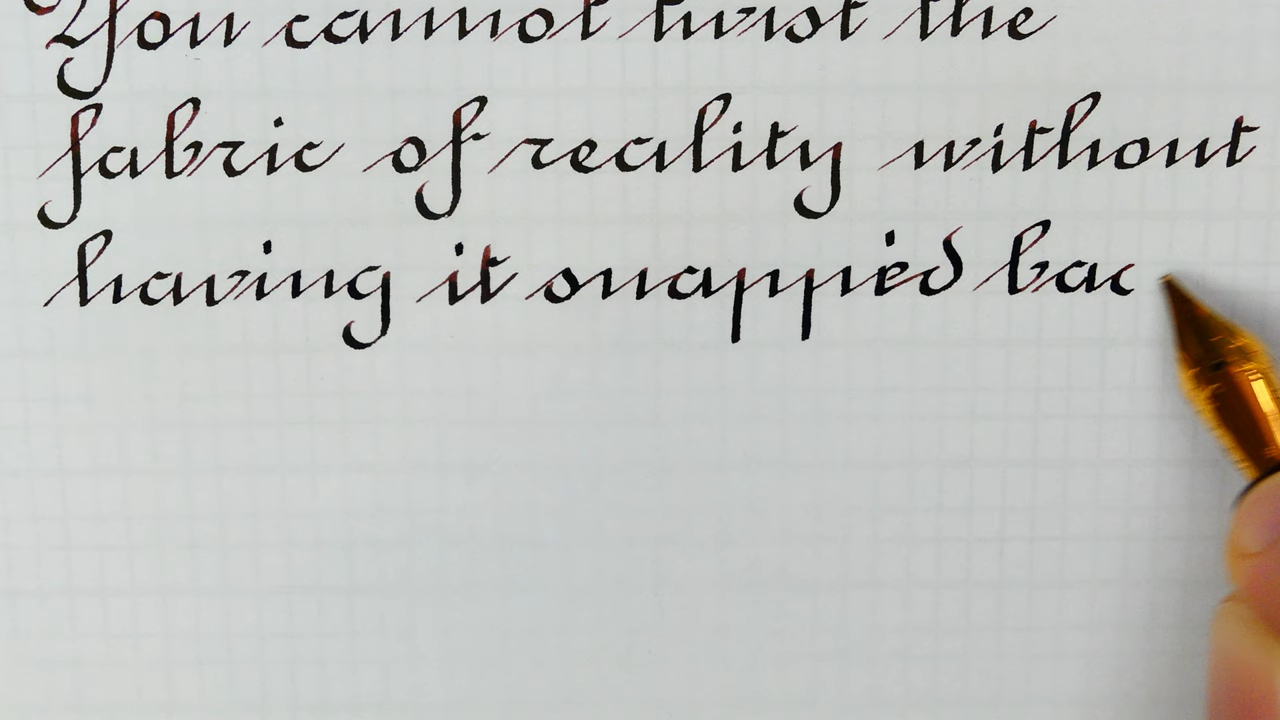 You cannot twist the
fabric of reality without
having it snapped bac